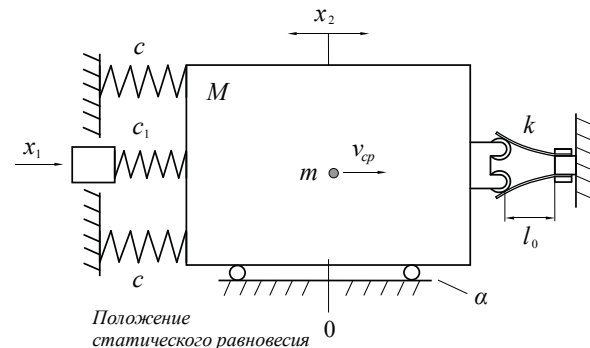 x₂
c
M
k
c₁
x₁
v_ср
m
l₀
c
α
0
Положение
статического равновесия